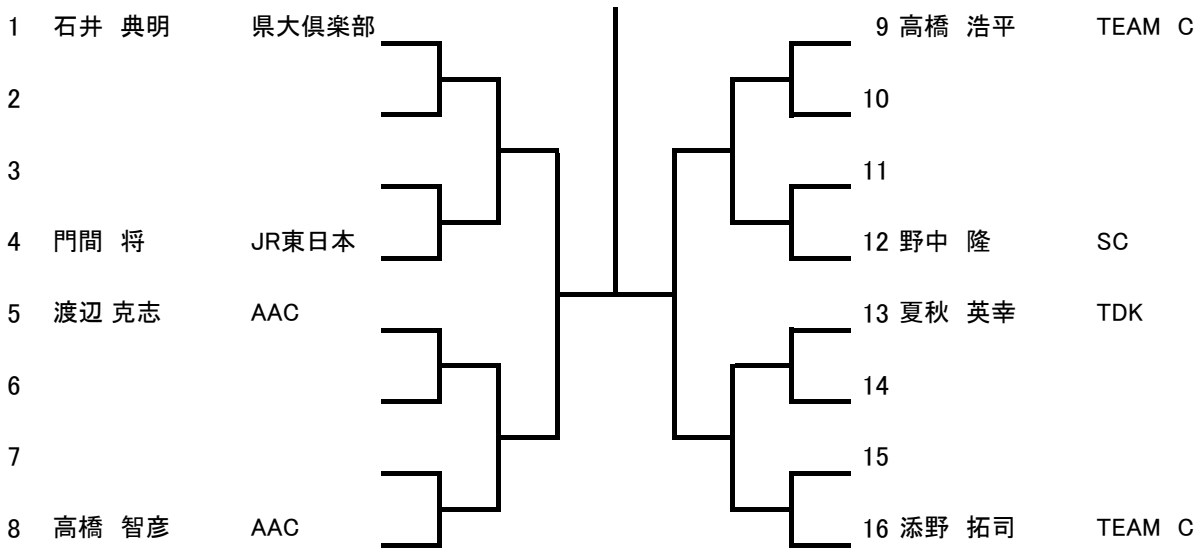 1 石井 典明 県大倶楽部
2
3
4 門間 将 JR東日本
5 渡辺 克志 AAC
6
7
8 高橋 智彦 AAC
9 高橋 浩平 TEAM C
10
11
12 野中 隆 SC
13 夏秋 英幸 TDK
14
15
16 添野 拓司 TEAM C